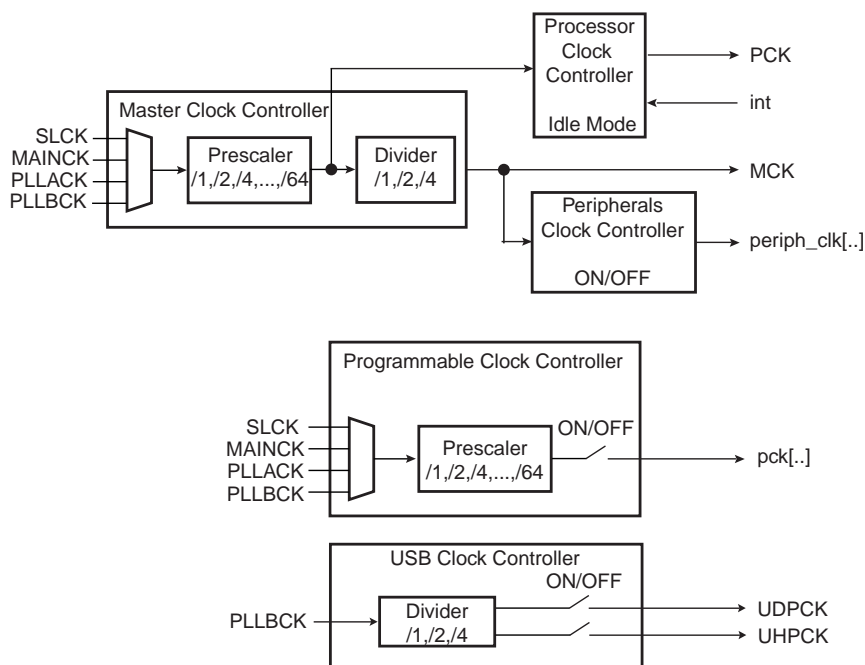 Processor
Clock
Controller
Idle Mode
PCK
int
Master Clock Controller
SLCK
MAINCK
PLLACK
PLLBCK
Prescaler
/1,/2,/4,...,/64
Divider
/1,/2,/4
MCK
Peripherals
Clock Controller
ON/OFF
periph_clk[..]
Programmable Clock Controller
SLCK
MAINCK
PLLACK
PLLBCK
Prescaler
/1,/2,/4,...,/64
ON/OFF
pck[..]
USB Clock Controller
ON/OFF
PLLBCK
Divider
/1,/2,/4
UDPCK
UHPCK